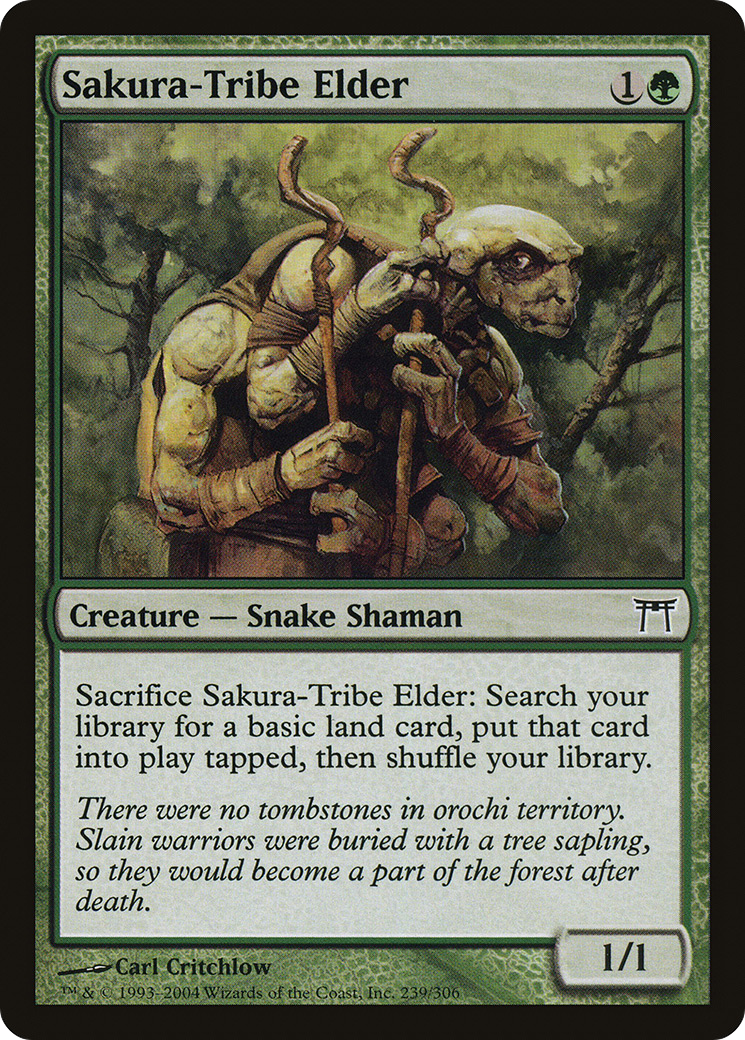 Sakura-Tribe Elder 1
Creature — Snake Shaman
Sacrifice Sakura-Tribe Elder: Search your
library for a basic land card, put that card
into play tapped, then shuffle your library.
There were no tombstones in orochi territory.
Slain warriors were buried with a tree sapling,
so they would become a part of the forest after
death.
1/1
Carl Critchlow
™ & © 1993–2004 Wizards of the Coast, Inc. 239/306